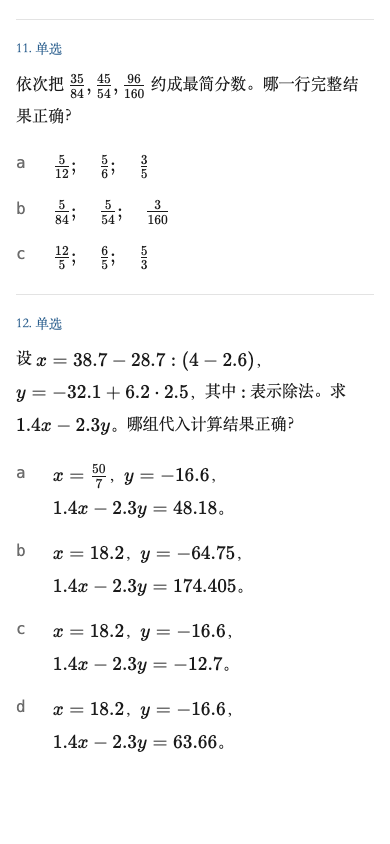 11. 单选
依次把 35/84, 45/54, 96/160 约成最简分数。哪一行完整结
果正确?
a 5/12; 5/6; 3/5
b 5/84; 5/54; 3/160
c 12/5; 6/5; 5/3
12. 单选
设 x = 38.7 − 28.7 : (4 − 2.6),
y = −32.1 + 6.2 · 2.5, 其中 : 表示除法。求
1.4x − 2.3y。哪组代入计算结果正确?
a x = 50/7, y = −16.6,
1.4x − 2.3y = 48.18。
b x = 18.2, y = −64.75,
1.4x − 2.3y = 174.405。
c x = 18.2, y = −16.6,
1.4x − 2.3y = −12.7。
d x = 18.2, y = −16.6,
1.4x − 2.3y = 63.66。